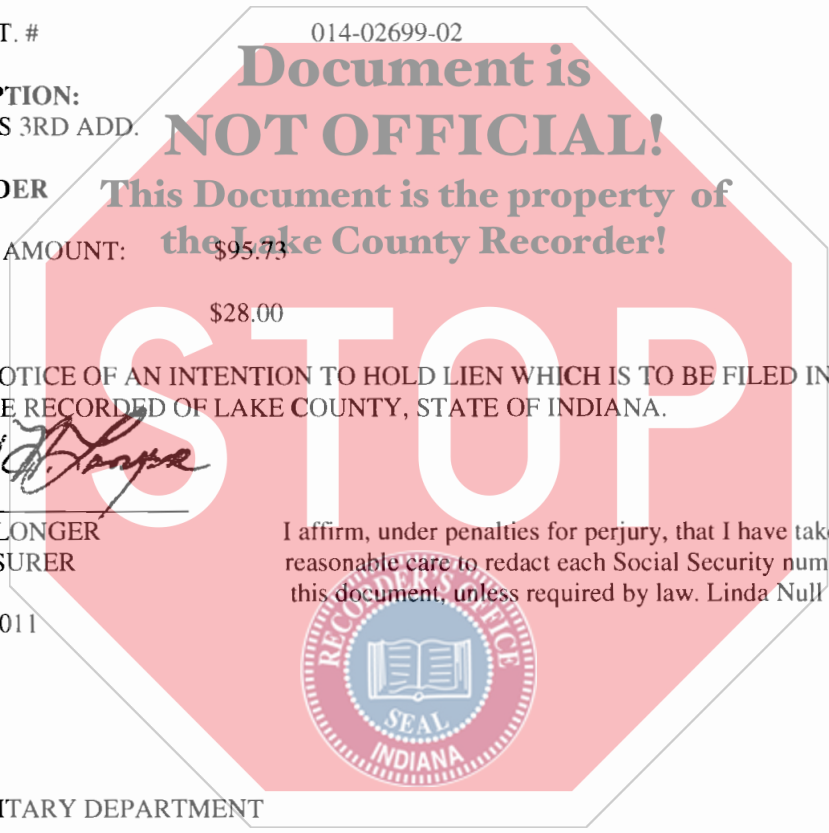 T. # 014-02699-02
Document is
PTION:
S 3RD ADD.
NOT OFFICIAL!
DER
This Document is the property of
AMOUNT: $95.73
the Lake County Recorder!
$28.00
STOP
OTICE OF AN INTENTION TO HOLD LIEN WHICH IS TO BE FILED IN
E RECORDED OF LAKE COUNTY, STATE OF INDIANA.
LONGER I affirm, under penalties for perjury, that I have take
SURER reasonable care to redact each Social Security num
this document, unless required by law. Linda Null
011
RECORDER'S OFFICE
SEAL
INDIANA
ITARY DEPARTMENT